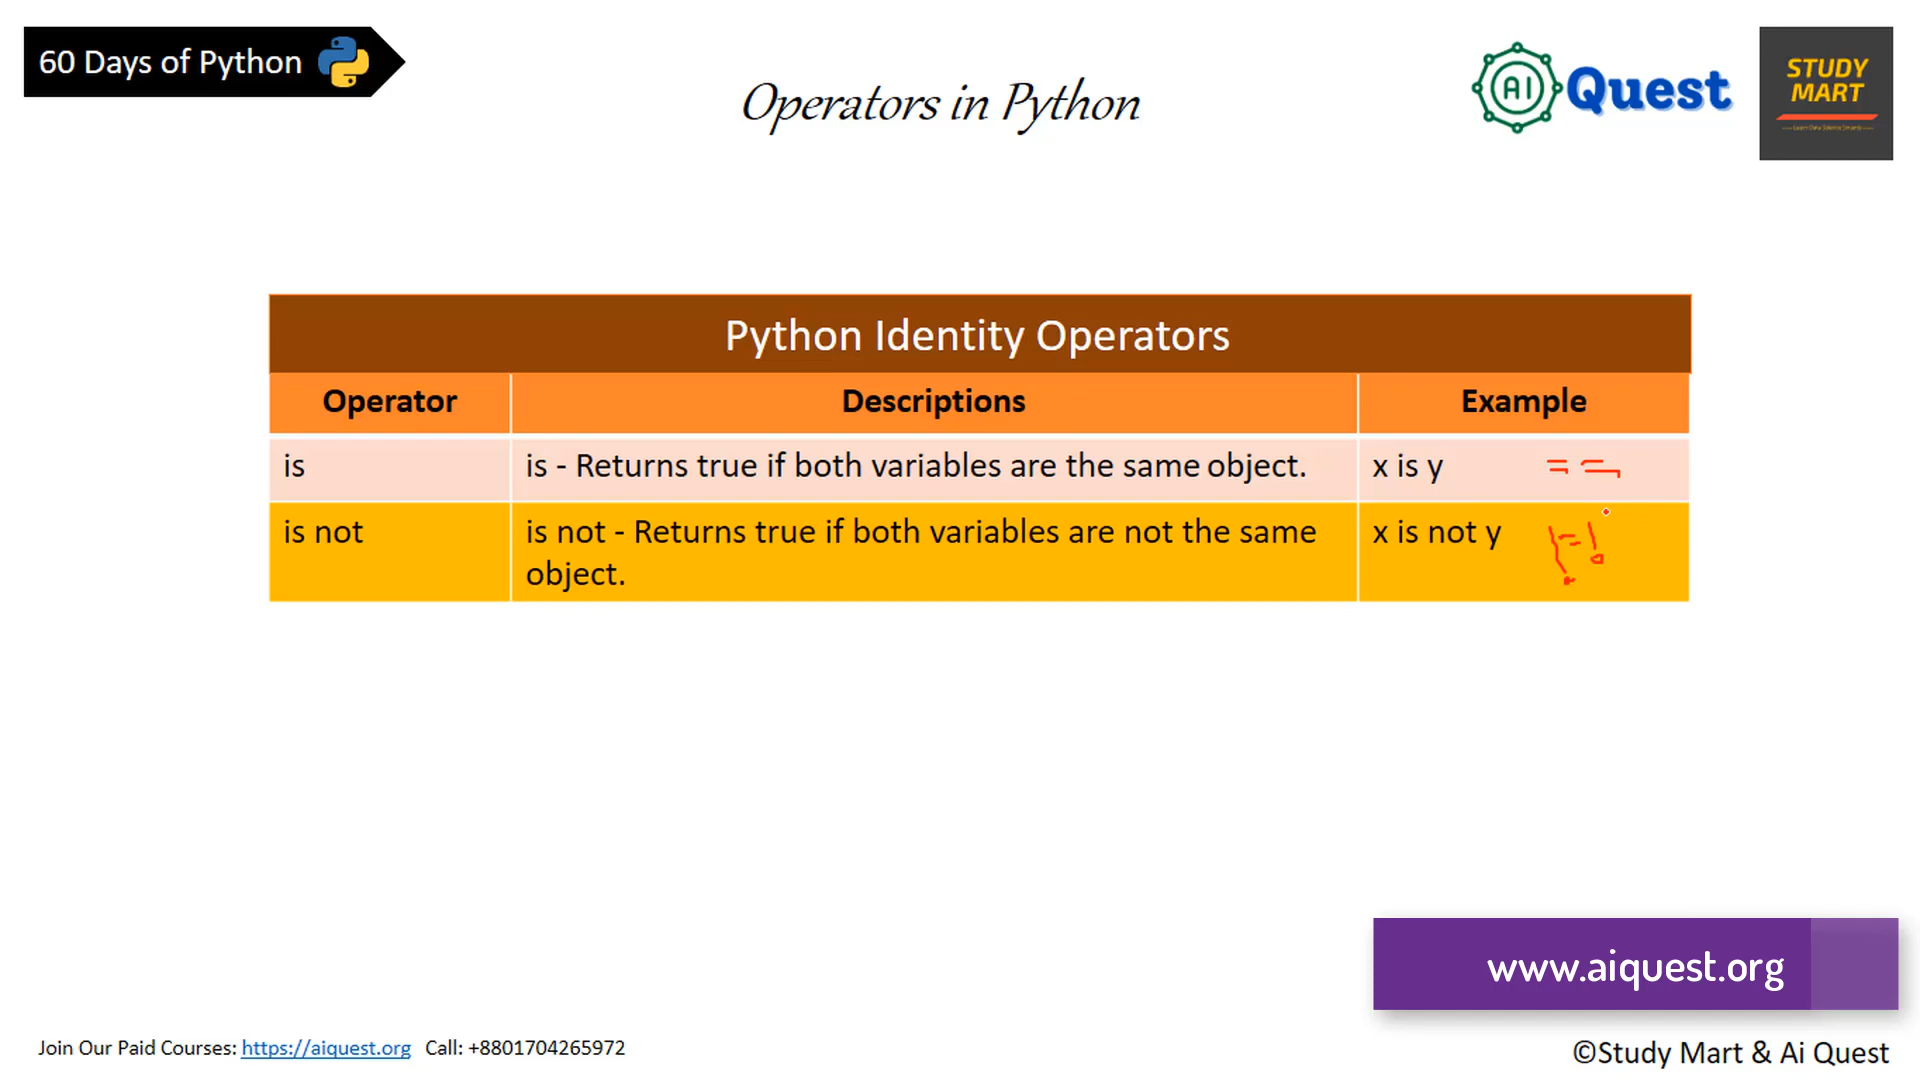 60 Days of Python
Operators in Python
AI Quest
STUDY
MART
Python Identity Operators
Operator Descriptions Example
is is - Returns true if both variables are the same object. x is y ==
is not is not - Returns true if both variables are not the same x is not y
object.
www.aiquest.org
Join Our Paid Courses: https://aiquest.org Call: +8801704265972
©Study Mart & Ai Quest